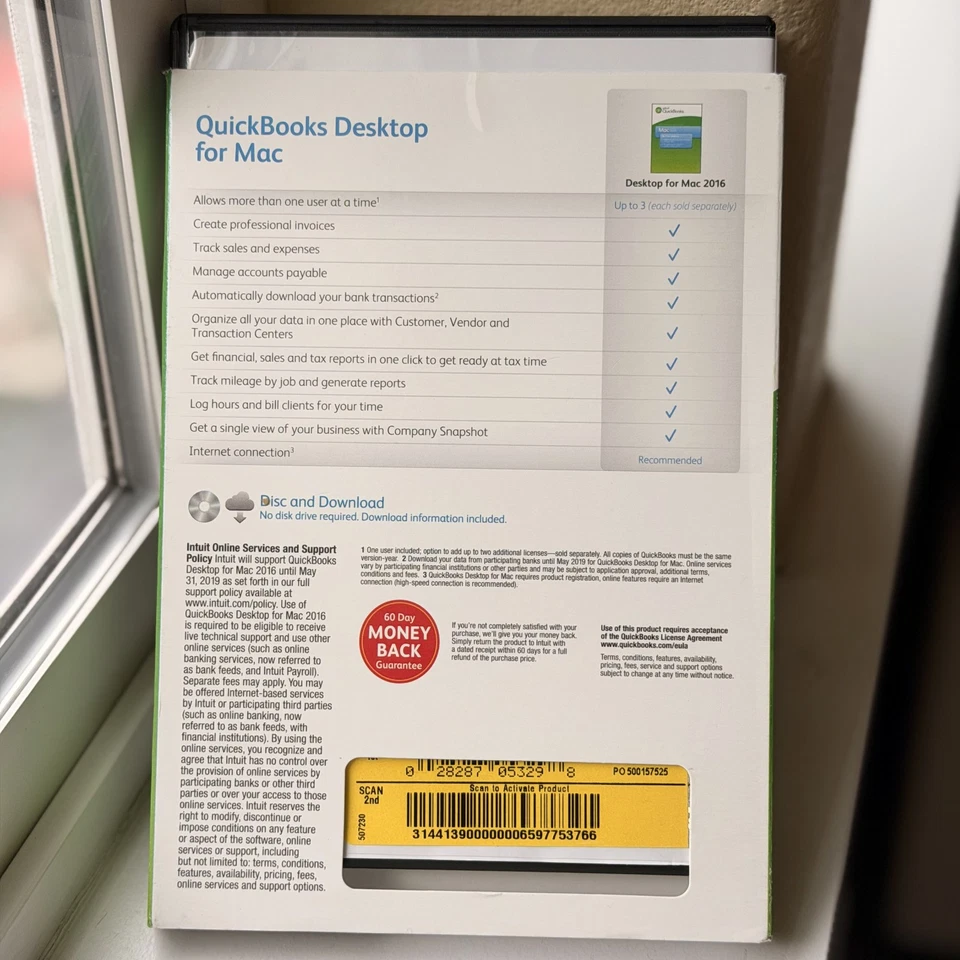 QuickBooks Desktop
for Mac
QuickBooks
Desktop for Mac 2016
Allows more than one user at a time¹
Up to 3 (each sold separately)
Create professional invoices
✓
Track sales and expenses
✓
Manage accounts payable
✓
Automatically download your bank transactions²
✓
Organize all your data in one place with Customer, Vendor and
Transaction Centers
✓
Get financial, sales and tax reports in one click to get ready at tax time
✓
Track mileage by job and generate reports
✓
Log hours and bill clients for your time
✓
Get a single view of your business with Company Snapshot
✓
Internet connection³
Recommended
Disc and Download
No disk drive required. Download information included.
Intuit Online Services and Support
Policy Intuit will support QuickBooks
Desktop for Mac 2016 until May
31, 2019 as set forth in our full
support policy available at
www.intuit.com/policy. Use of
QuickBooks Desktop for Mac 2016
is required to be eligible to receive
live technical support and use other
online services (such as online
banking services, now referred to
as bank feeds, and Intuit Payroll).
Separate fees may apply. You may
be offered Internet-based services
by Intuit or participating third parties
(such as online banking, now
referred to as bank feeds, with
financial institutions). By using the
online services, you recognize and
agree that Intuit has no control over
the provision of online services by
participating banks or other third
parties or over your access to those
online services. Intuit reserves the
right to modify, discontinue or
impose conditions on any feature
or aspect of the software, online
services or support, including
but not limited to: terms, conditions,
features, availability, pricing, fees,
online services and support options.
1 One user included; option to add up to two additional licenses—sold separately. All copies of QuickBooks must be the same
version-year. 2 Download your data from participating banks until May 2019 for QuickBooks Desktop for Mac. Online services
vary by participating financial institutions or other parties and may be subject to application approval, additional terms,
conditions and fees. 3 QuickBooks Desktop for Mac requires product registration, online features require an Internet
connection (high-speed connection is recommended).
60 Day
MONEY
BACK
Guarantee
If you're not completely satisfied with your
purchase, we'll give you your money back.
Simply return the product to Intuit with
a dated receipt within 60 days for a full
refund of the purchase price.
Use of this product requires acceptance
of the QuickBooks License Agreement
www.quickbooks.com/eula
Terms, conditions, features, availability,
pricing, fees, service and support options
subject to change at any time without notice.
0 28287 05329 8
PO 500157525
SCAN
2nd
Scan to Activate Product
507230
3144139000000006597753766